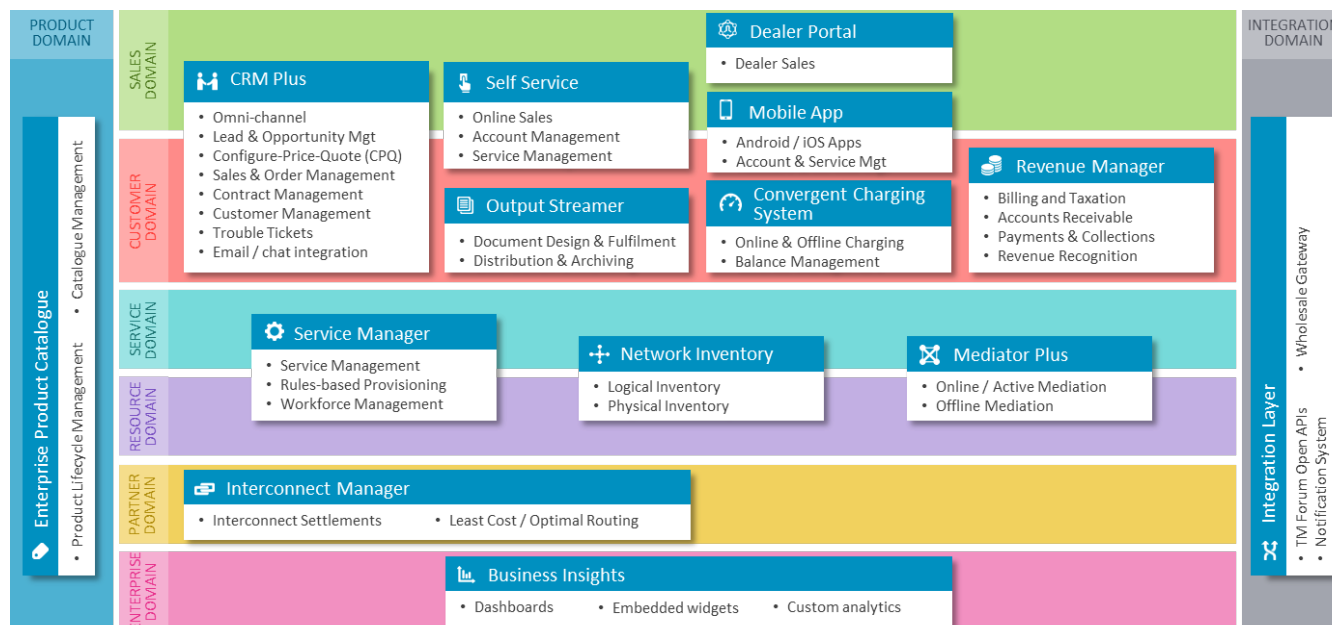 PRODUCT
DOMAIN
Enterprise Product Catalogue
• Product Lifecycle Management
• Catalogue Management
SALES
DOMAIN
CUSTOMER
DOMAIN
CRM Plus
• Omni-channel
• Lead & Opportunity Mgt
• Configure-Price-Quote (CPQ)
• Sales & Order Management
• Contract Management
• Customer Management
• Trouble Tickets
• Email / chat integration
Self Service
• Online Sales
• Account Management
• Service Management
Output Streamer
• Document Design & Fulfilment
• Distribution & Archiving
Dealer Portal
• Dealer Sales
Mobile App
• Android / iOS Apps
• Account & Service Mgt
Convergent Charging
System
• Online & Offline Charging
• Balance Management
Revenue Manager
• Billing and Taxation
• Accounts Receivable
• Payments & Collections
• Revenue Recognition
SERVICE
DOMAIN
RESOURCE
DOMAIN
Service Manager
• Service Management
• Rules-based Provisioning
• Workforce Management
Network Inventory
• Logical Inventory
• Physical Inventory
Mediator Plus
• Online / Active Mediation
• Offline Mediation
PARTNER
DOMAIN
Interconnect Manager
• Interconnect Settlements
• Least Cost / Optimal Routing
ENTERPRISE
DOMAIN
Business Insights
• Dashboards
• Embedded widgets
• Custom analytics
INTEGRATION
DOMAIN
Integration Layer
• TM Forum Open APIs
• Wholesale Gateway
• Notification System